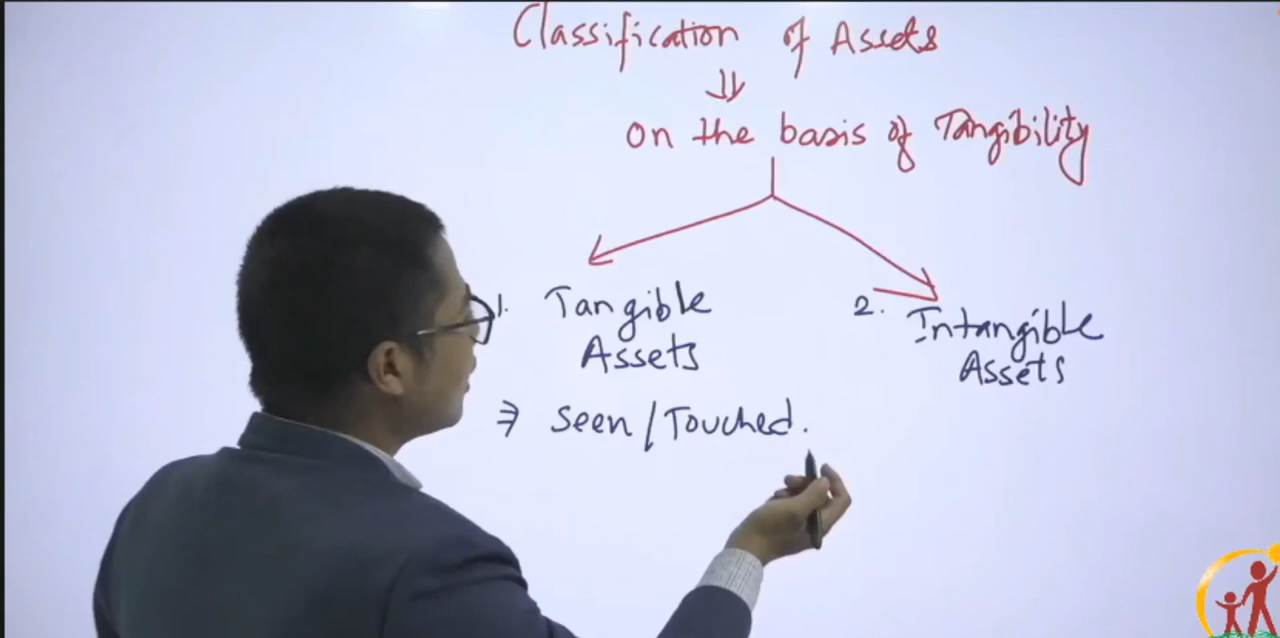 Classification of Assets
on the basis of Tangibility
1. Tangible Assets
2. Intangible Assets
⇒ Seen / Touched.